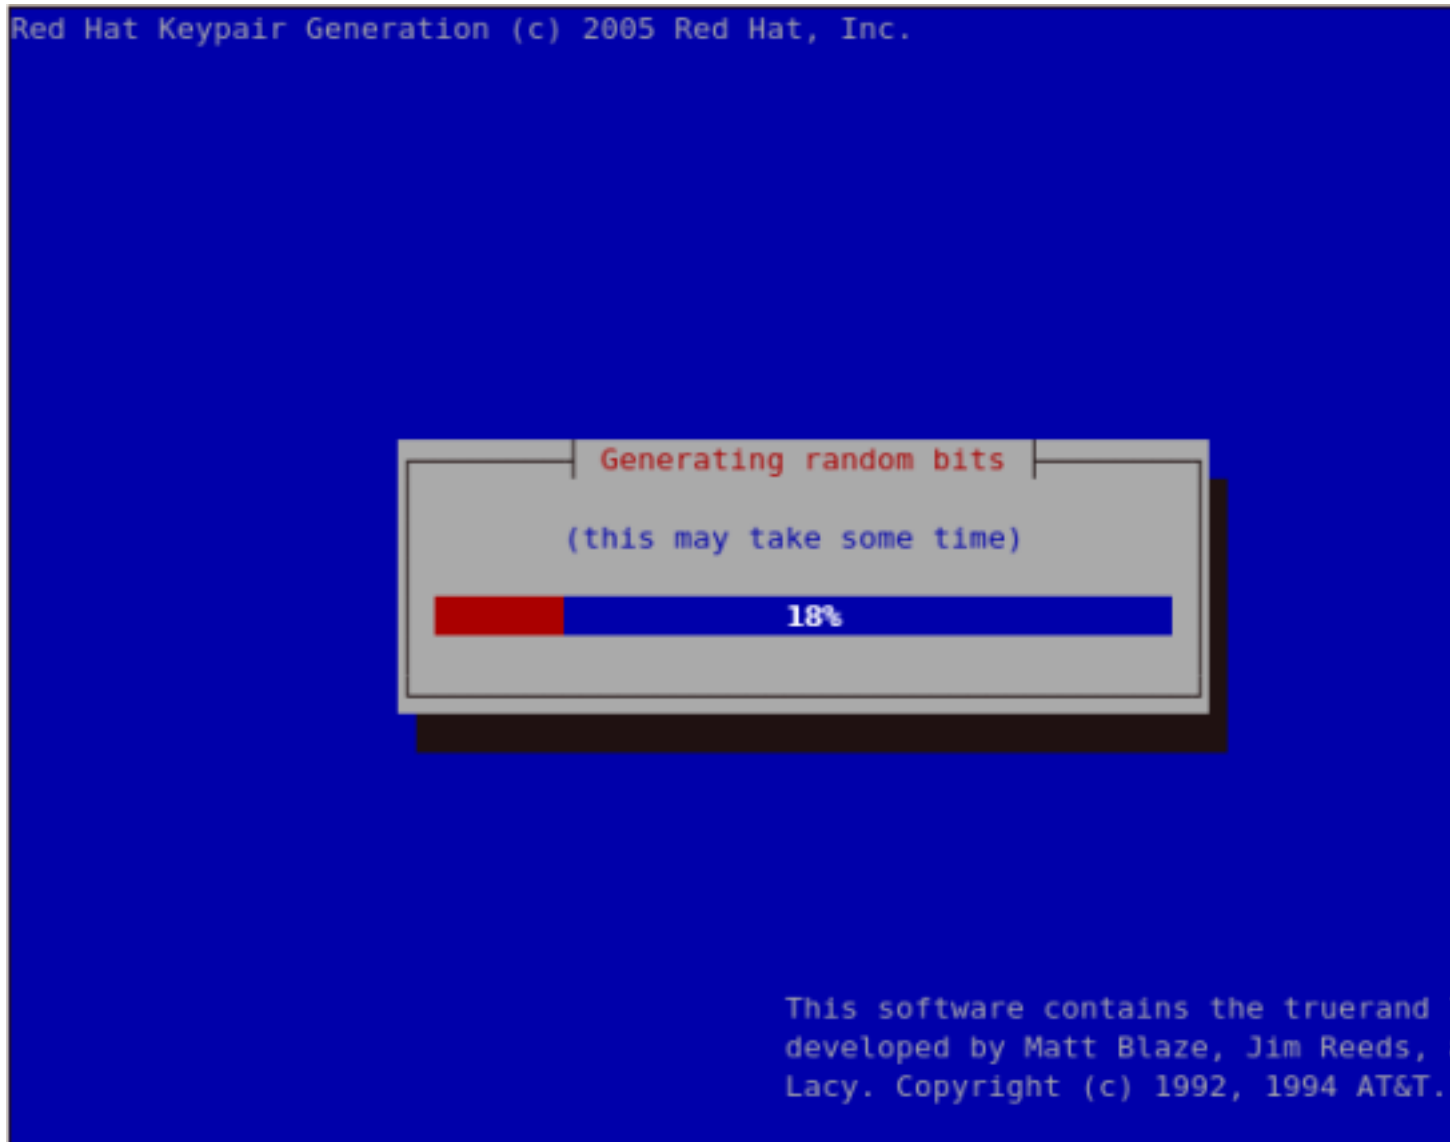 Red Hat Keypair Generation (c) 2005 Red Hat, Inc.
Generating random bits
(this may take some time)
18%
This software contains the truerand
developed by Matt Blaze, Jim Reeds,
Lacy. Copyright (c) 1992, 1994 AT&T.